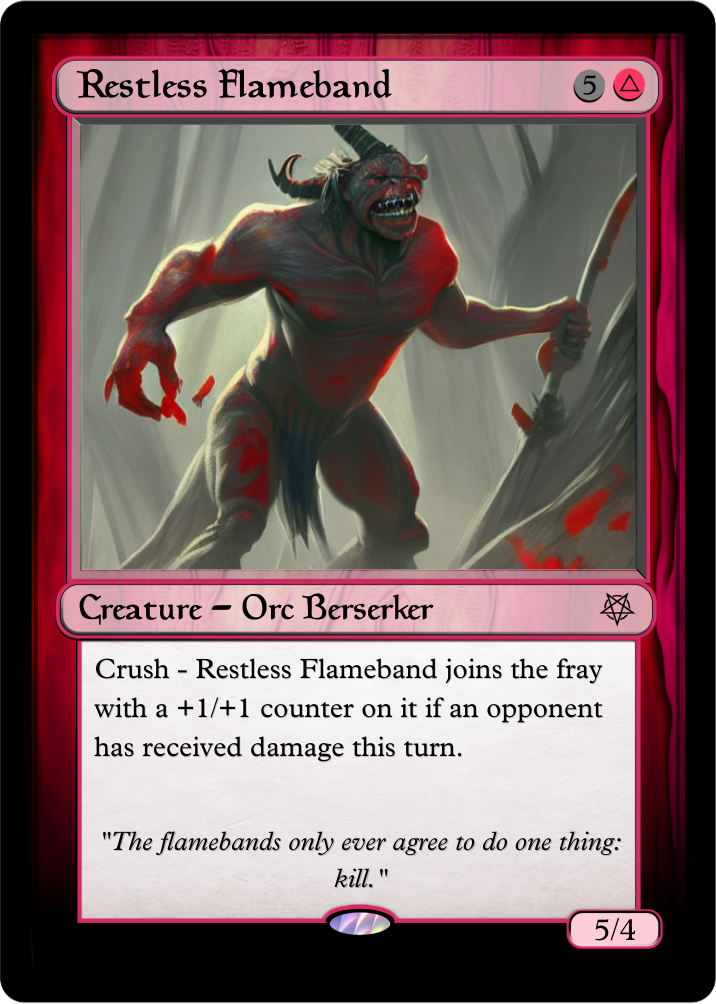 Restless Flameband 5
Creature – Orc Berserker
Crush - Restless Flameband joins the fray
with a +1/+1 counter on it if an opponent
has received damage this turn.
"The flamebands only ever agree to do one thing:
kill."
5/4